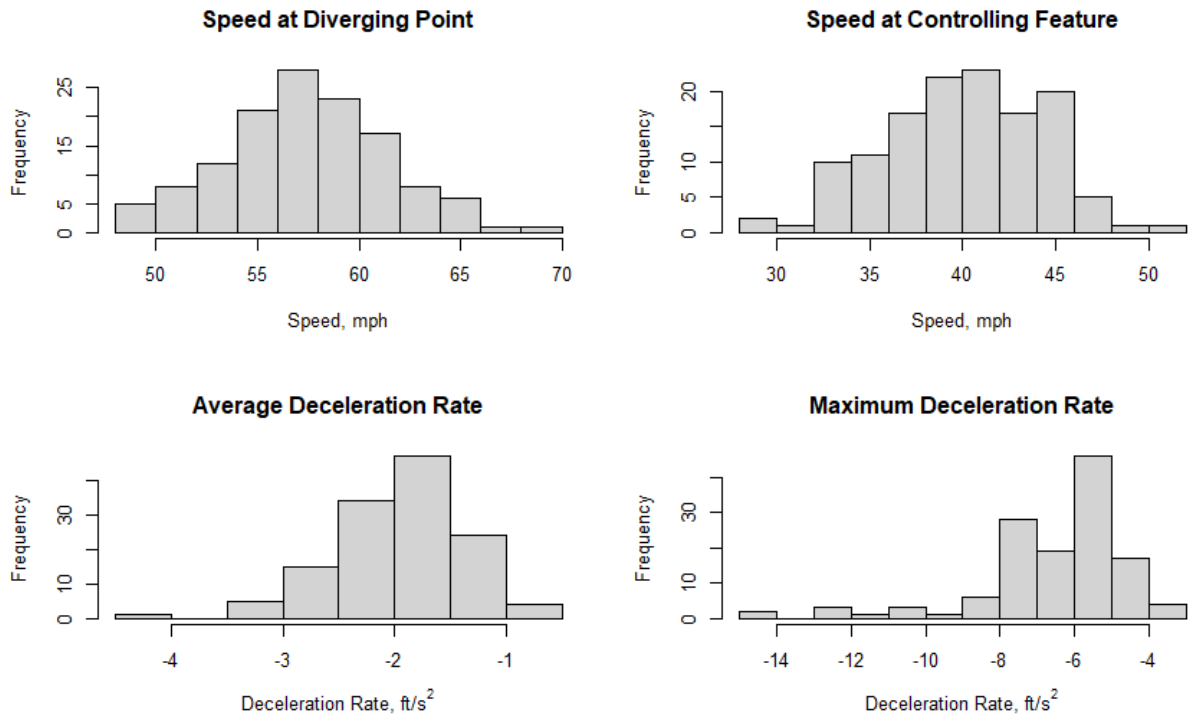 Speed at Diverging Point
Frequency
25
15
5
0
50 55 60 65 70
Speed, mph
Speed at Controlling Feature
Frequency
20
10
5
0
30 35 40 45 50
Speed, mph
Average Deceleration Rate
Frequency
30
10
0
-4 -3 -2 -1
Deceleration Rate, ft/s²
Maximum Deceleration Rate
Frequency
30
10
0
-14 -12 -10 -8 -6 -4
Deceleration Rate, ft/s²